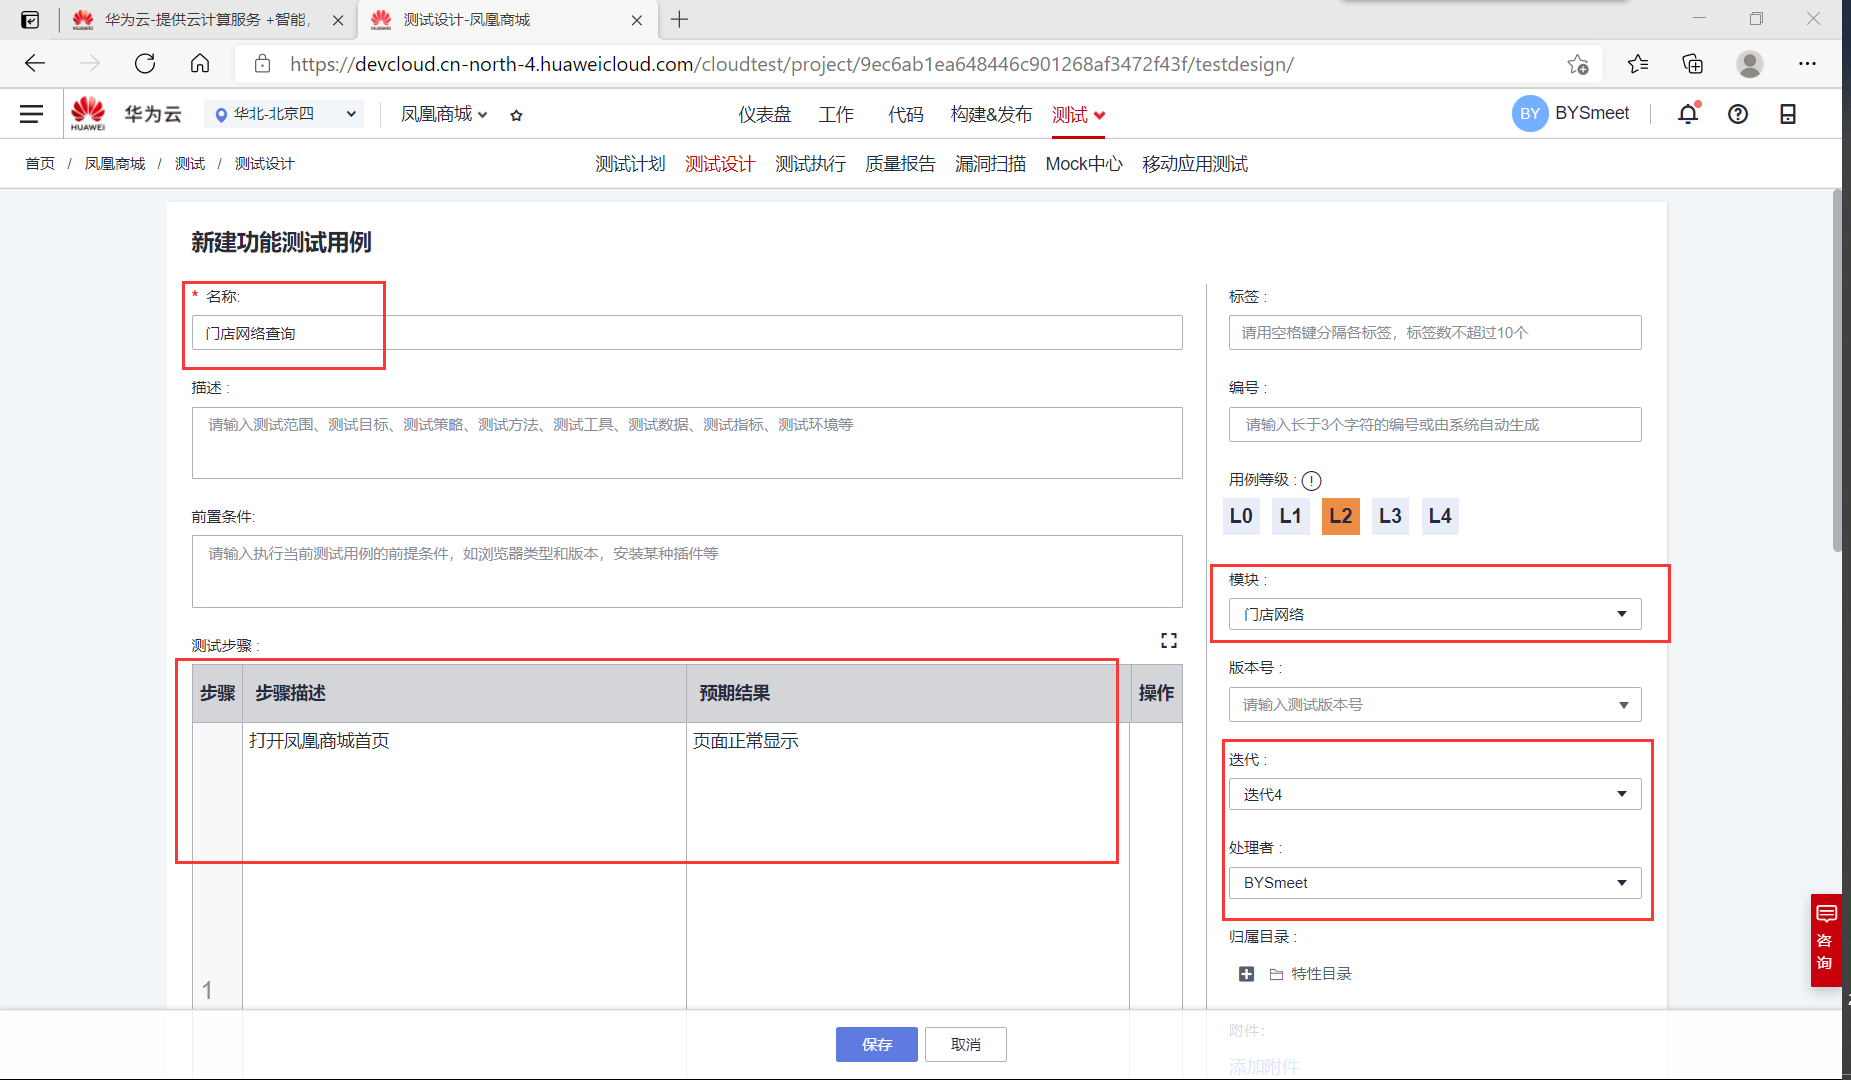 华为云-提供云计算服务 +智能,
测试设计-凤凰商城
https://devcloud.cn-north-4.huaweicloud.com/cloudtest/project/9ec6ab1ea648446c901268af3472f43f/testdesign/
HUAWEI
华为云
华北-北京四
凤凰商城
仪表盘
工作
代码
构建&发布
测试
BY
BYSmeet
首页 / 凤凰商城 / 测试 / 测试设计
测试计划
测试设计
测试执行
质量报告
漏洞扫描
Mock中心
移动应用测试
新建功能测试用例
* 名称:
门店网络查询
描述 :
请输入测试范围、测试目标、测试策略、测试方法、测试工具、测试数据、测试指标、测试环境等
前置条件:
请输入执行当前测试用例的前提条件，如浏览器类型和版本，安装某种插件等
测试步骤 :
步骤
步骤描述
预期结果
操作
打开凤凰商城首页
页面正常显示
1
标签 :
请用空格键分隔各标签，标签数不超过10个
编号 :
请输入长于3个字符的编号或由系统自动生成
用例等级 :
L0
L1
L2
L3
L4
模块 :
门店网络
版本号 :
请输入测试版本号
迭代 :
迭代4
处理者 :
BYSmeet
归属目录 :
特性目录
附件:
添加附件
保存
取消
咨
询